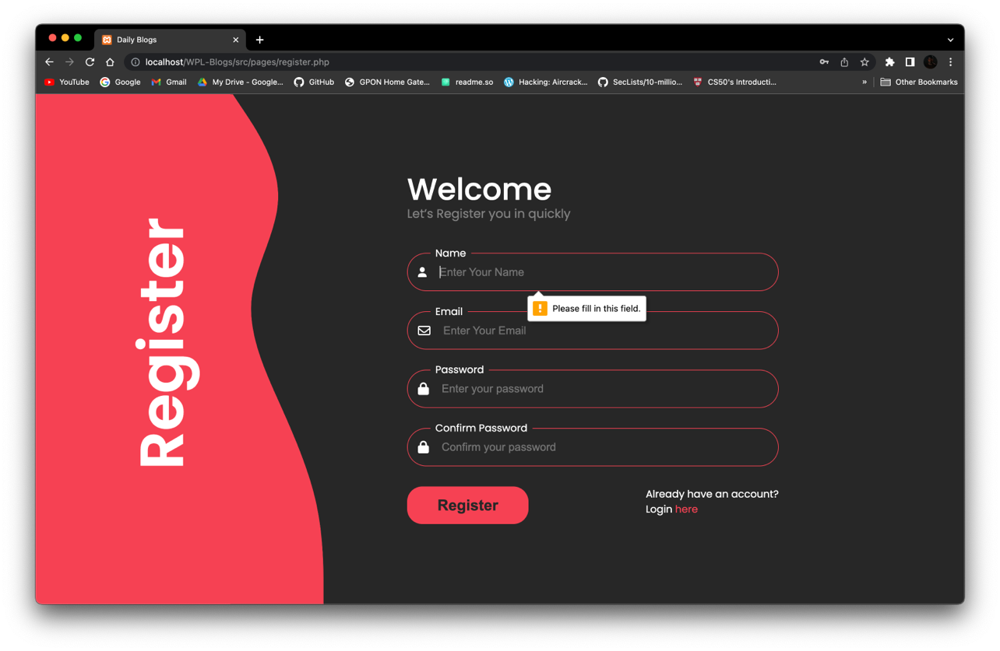 Daily Blogs
localhost/WPL-Blogs/src/pages/register.php
YouTube Google Gmail My Drive - Google... GitHub GPON Home Gate... readme.so Hacking: Aircrack... SecLists/10-millio... CS50's Introducti... » Other Bookmarks
Register
Welcome
Let's Register you in quickly
Name
Enter Your Name
Please fill in this field.
Email
Enter Your Email
Password
Enter your password
Confirm Password
Confirm your password
Register
Already have an account?
Login here